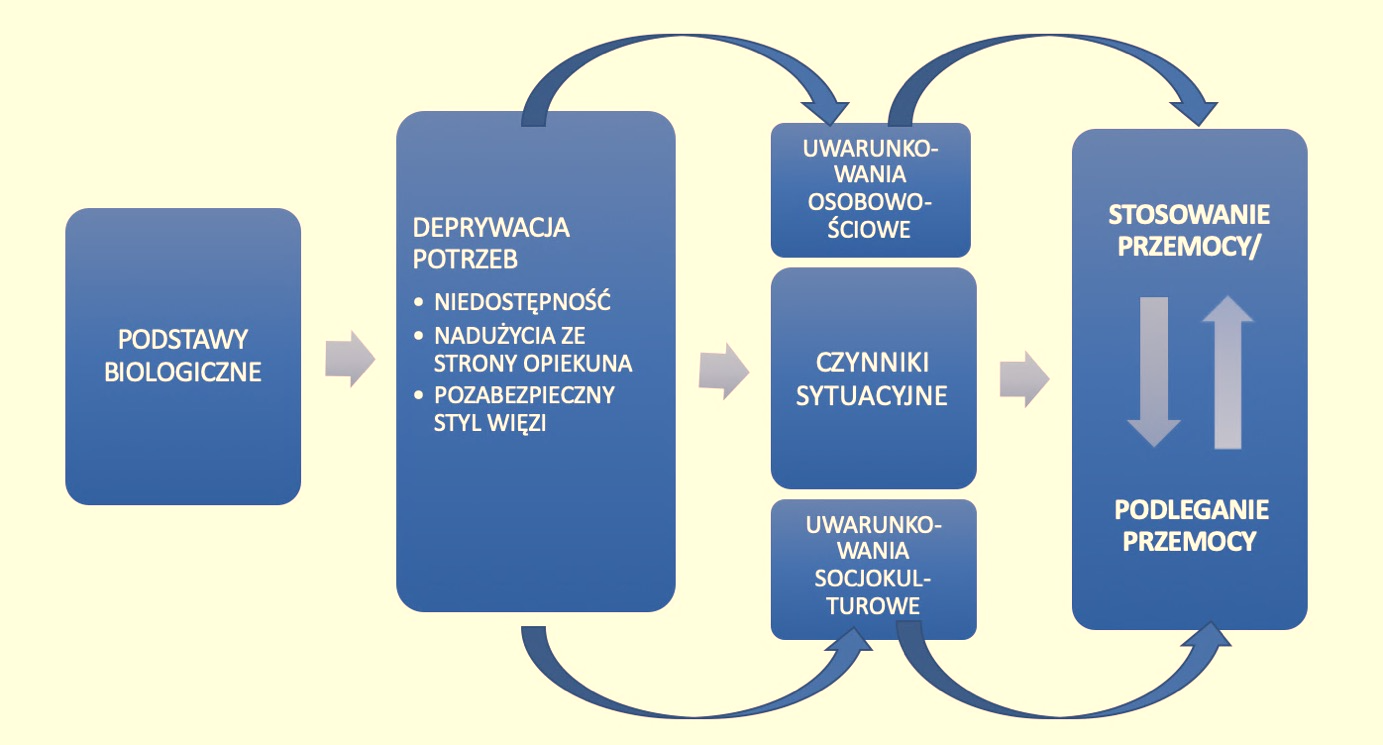 PODSTAWY
BIOLOGICZNE
DEPRYWACJA
POTRZEB
• NIEDOSTĘPNOŚĆ
• NADUŻYCIA ZE
STRONY OPIEKUNA
• POZABEZPIECZNY
STYL WIĘZI
UWARUNKO-
WANIA
OSOBOWO-
ŚCIOWE
CZYNNIKI
SYTUACYJNE
UWARUNKO-
WANIA
SOCJOKUL-
TUROWE
STOSOWANIE
PRZEMOCY/
PODLEGANIE
PRZEMOCY